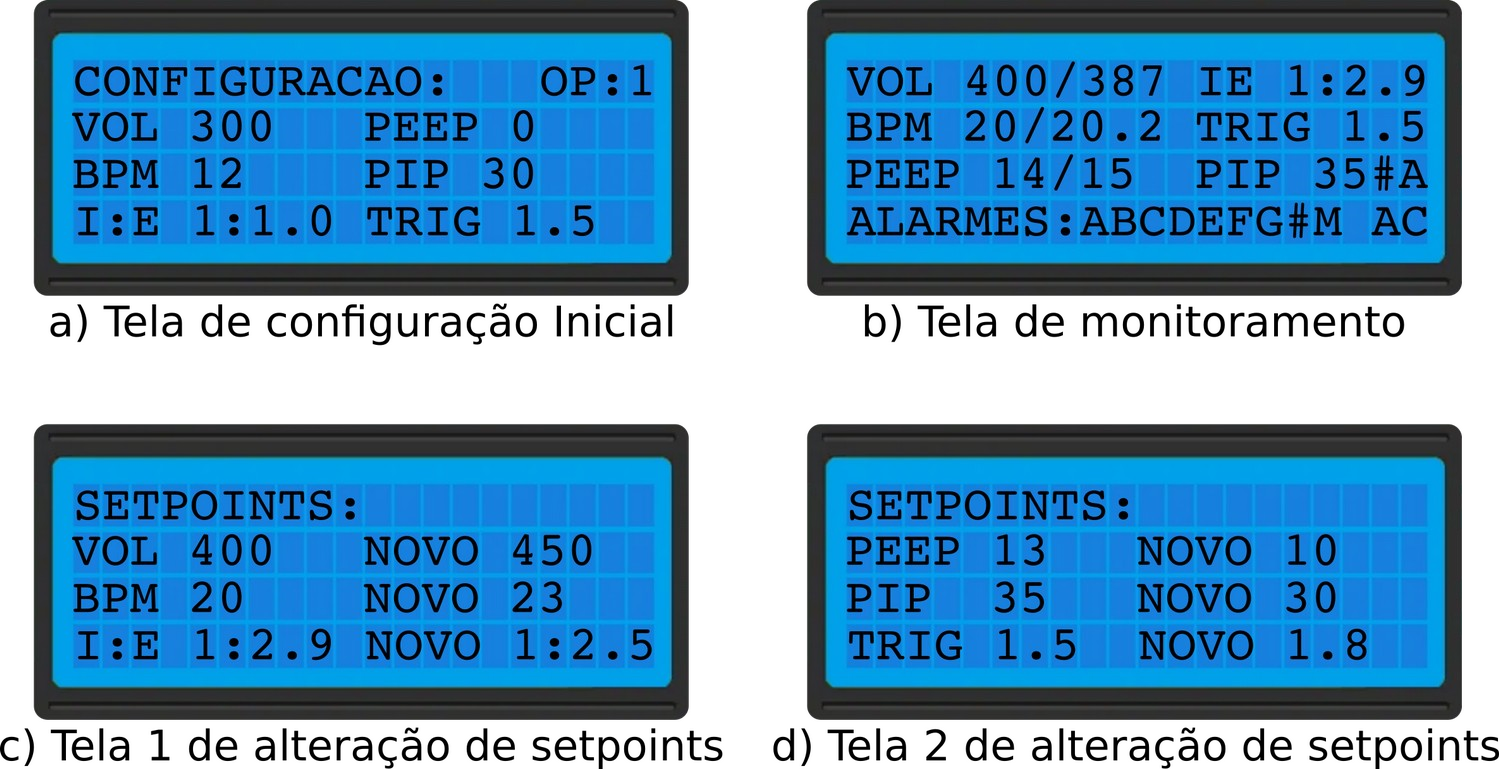 CONFIGURACAO: OP:1
VOL 300 PEEP 0
BPM 12 PIP 30
I:E 1:1.0 TRIG 1.5
a) Tela de configuração Inicial
VOL 400/387 IE 1:2.9
BPM 20/20.2 TRIG 1.5
PEEP 14/15 PIP 35#A
ALARMES:ABCDEFG#M AC
b) Tela de monitoramento
SETPOINTS:
VOL 400 NOVO 450
BPM 20 NOVO 23
I:E 1:2.9 NOVO 1:2.5
c) Tela 1 de alteração de setpoints
SETPOINTS:
PEEP 13 NOVO 10
PIP 35 NOVO 30
TRIG 1.5 NOVO 1.8
d) Tela 2 de alteração de setpoints